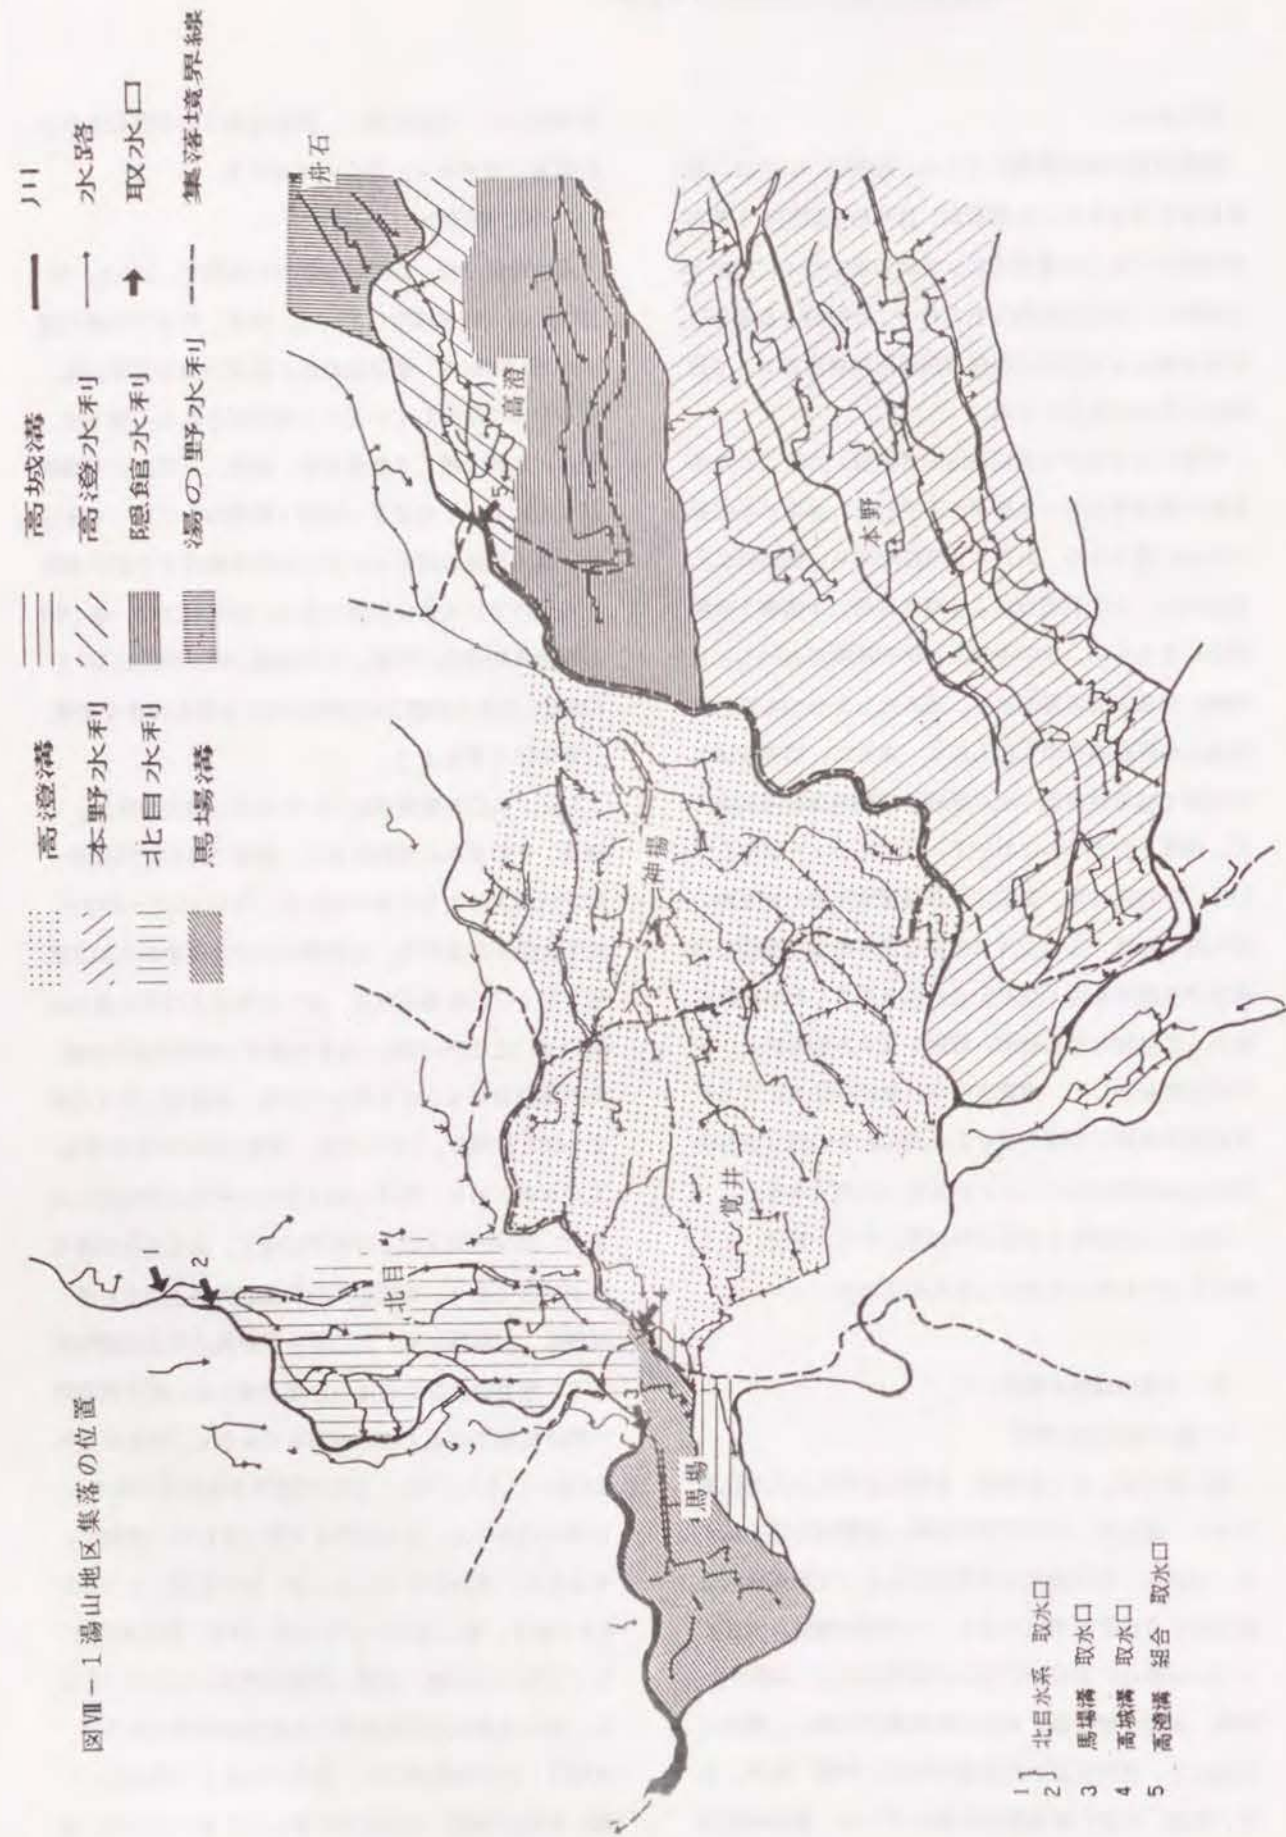 図Ⅶ－1 湯山地区集落の位置
高澄溝
本野水利
北目水利
馬場溝
高城溝
高澄水利
隠館水利
湯の野水利
川
水路
取水口
集落境界線
舟石
高澄
5
本野
神揚
覚井
北目
1
2
3
馬場
1 北目水系 取水口
2
3 馬場溝 取水口
4 高城溝 取水口
5 高澄溝 組合 取水口